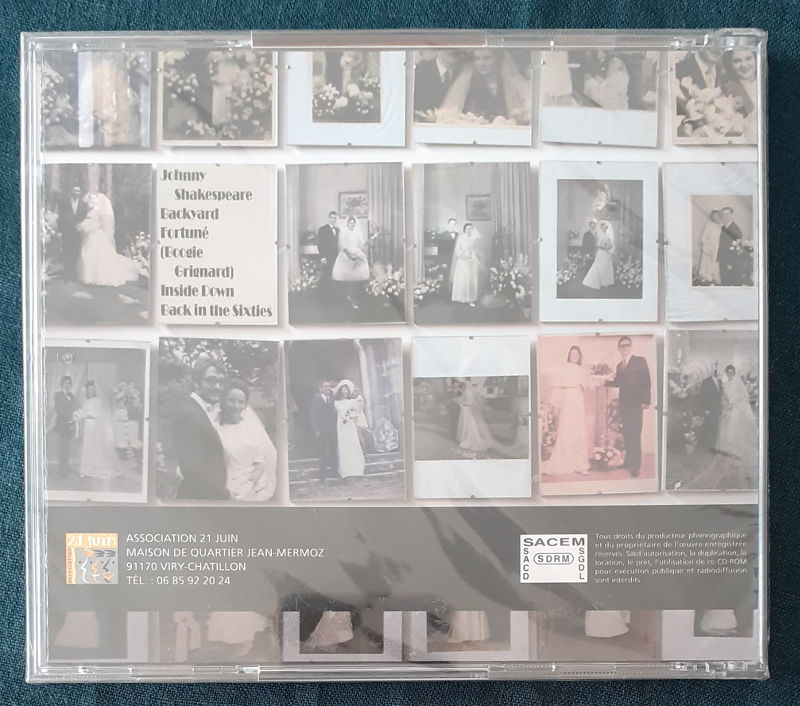 Johnny
Shakespeare
Backyard
Fortuné
(Boogie
Grignard)
Inside Down
Back in the Sixties
21 Juin
ASSOCIATION 21 JUIN
MAISON DE QUARTIER JEAN-MERMOZ
91170 VIRY-CHATILLON
TÉL. : 06 85 92 20 24
SACEM
SACD
SDRM
SGDL
Tous droits du producteur phonographique
et du propriétaire de l'œuvre enregistrée
réservés. Sauf autorisation, la duplication, la
location, le prêt, l'utilisation de ce CD-ROM
pour exécution publique et radiodiffusion
sont interdits